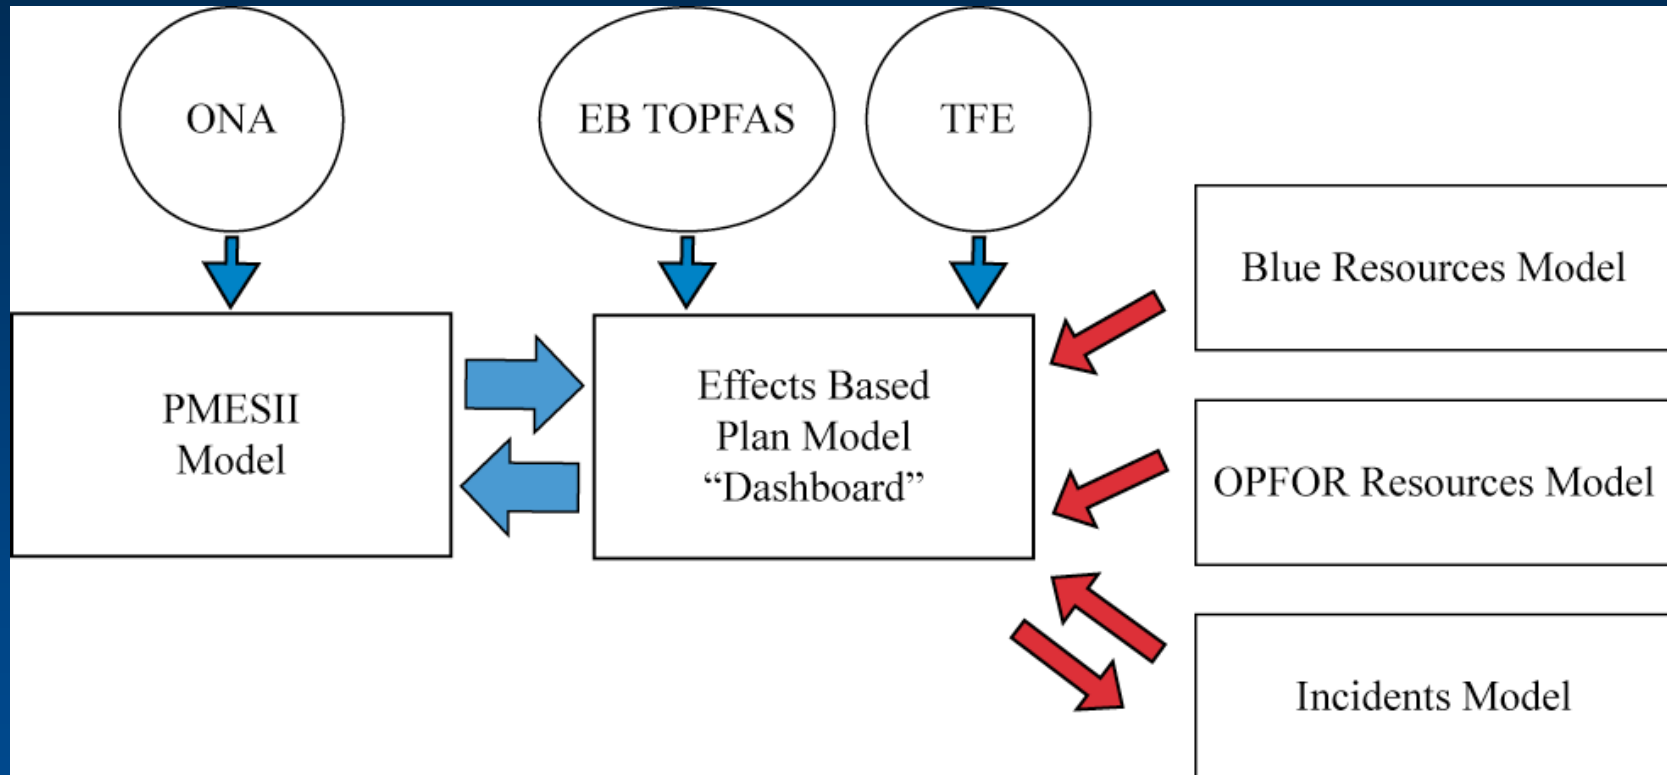 ONA
EB TOPFAS
TFE
Blue Resources Model
PMESII
Model
Effects Based
Plan Model
“Dashboard”
OPFOR Resources Model
Incidents Model